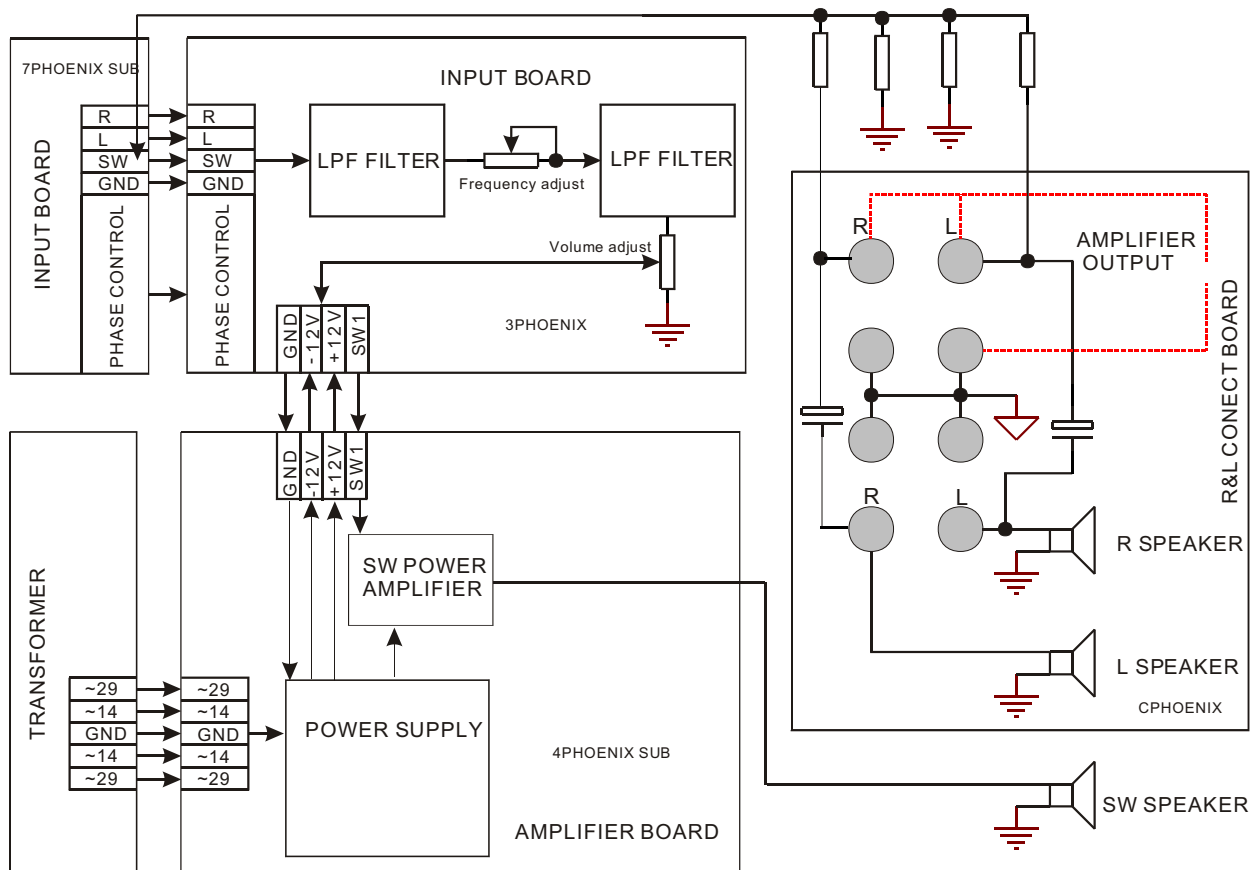 7PHOENIX SUB
INPUT BOARD
R
L
SW
GND
PHASE CONTROL
INPUT BOARD
R
L
SW
GND
PHASE CONTROL
LPF FILTER
Frequency adjust
LPF FILTER
Volume adjust
3PHOENIX
GND
-12V
+12V
SW1
R
L
AMPLIFIER
OUTPUT
R
L
R&L CONECT BOARD
R SPEAKER
L SPEAKER
CPHOENIX
TRANSFORMER
~29
~14
GND
~14
~29
~29
~14
GND
~14
~29
GND
-12V
+12V
SW1
SW POWER
AMPLIFIER
POWER SUPPLY
4PHOENIX SUB
AMPLIFIER BOARD
SW SPEAKER